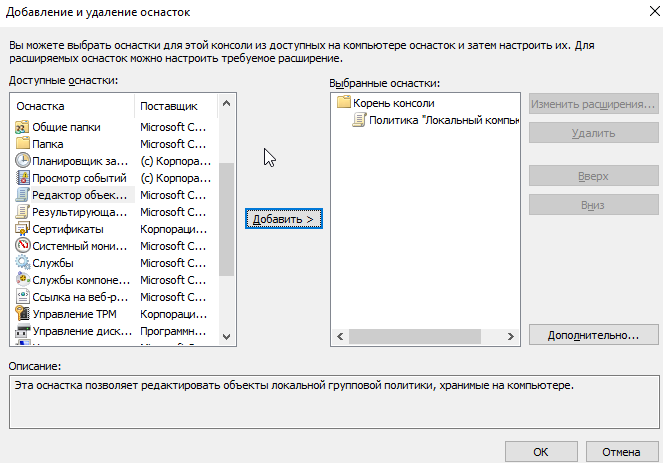 Добавление и удаление оснасток
Вы можете выбрать оснастки для этой консоли из доступных на компьютере оснасток и затем настроить их. Для
расширяемых оснасток можно настроить требуемое расширение.
Доступные оснастки:
Оснастка Поставщик
Общие папки Microsoft C...
Папка Microsoft C...
Планировщик за... (c) Корпора...
Просмотр событий (c) Корпора...
Редактор объек... Microsoft C...
Результирующа... Microsoft C...
Сертификаты Корпораци...
Системный мони... Microsoft C...
Службы Microsoft C...
Службы компоне... Microsoft C...
Ссылка на веб-р... Microsoft C...
Управление TPM Корпораци...
Управление диск... Программн...
Добавить >
Выбранные оснастки:
Корень консоли
Политика "Локальный компью
Изменить расширения...
Удалить
Вверх
Вниз
Дополнительно...
Описание:
Эта оснастка позволяет редактировать объекты локальной групповой политики, хранимые на компьютере.
ОК
Отмена